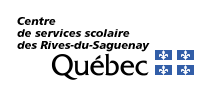 Centre
de services scolaire
des Rives-du-Saguenay
Québec